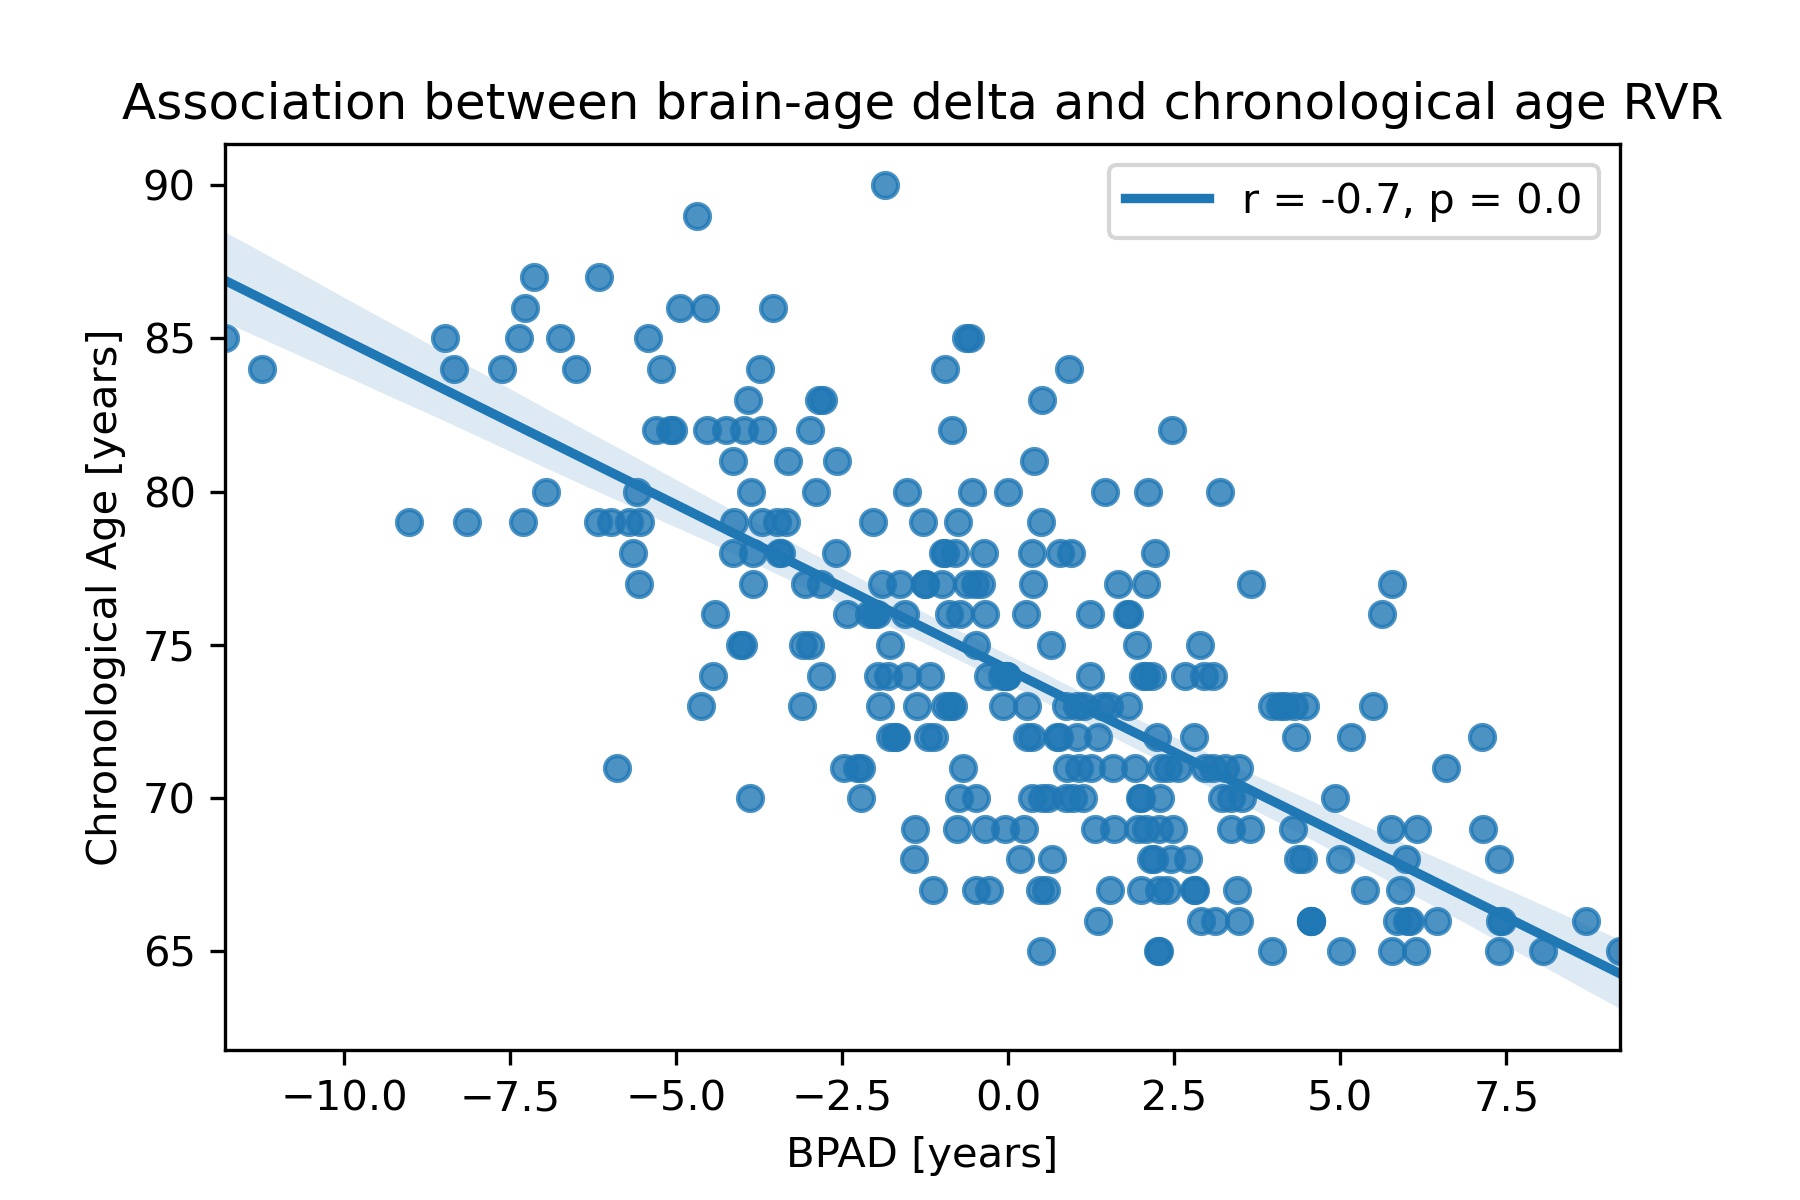 Association between brain-age delta and chronological age RVR
r = -0.7, p = 0.0
Chronological Age [years]
90
85
80
75
70
65
−10.0 −7.5 −5.0 −2.5 0.0 2.5 5.0 7.5
BPAD [years]